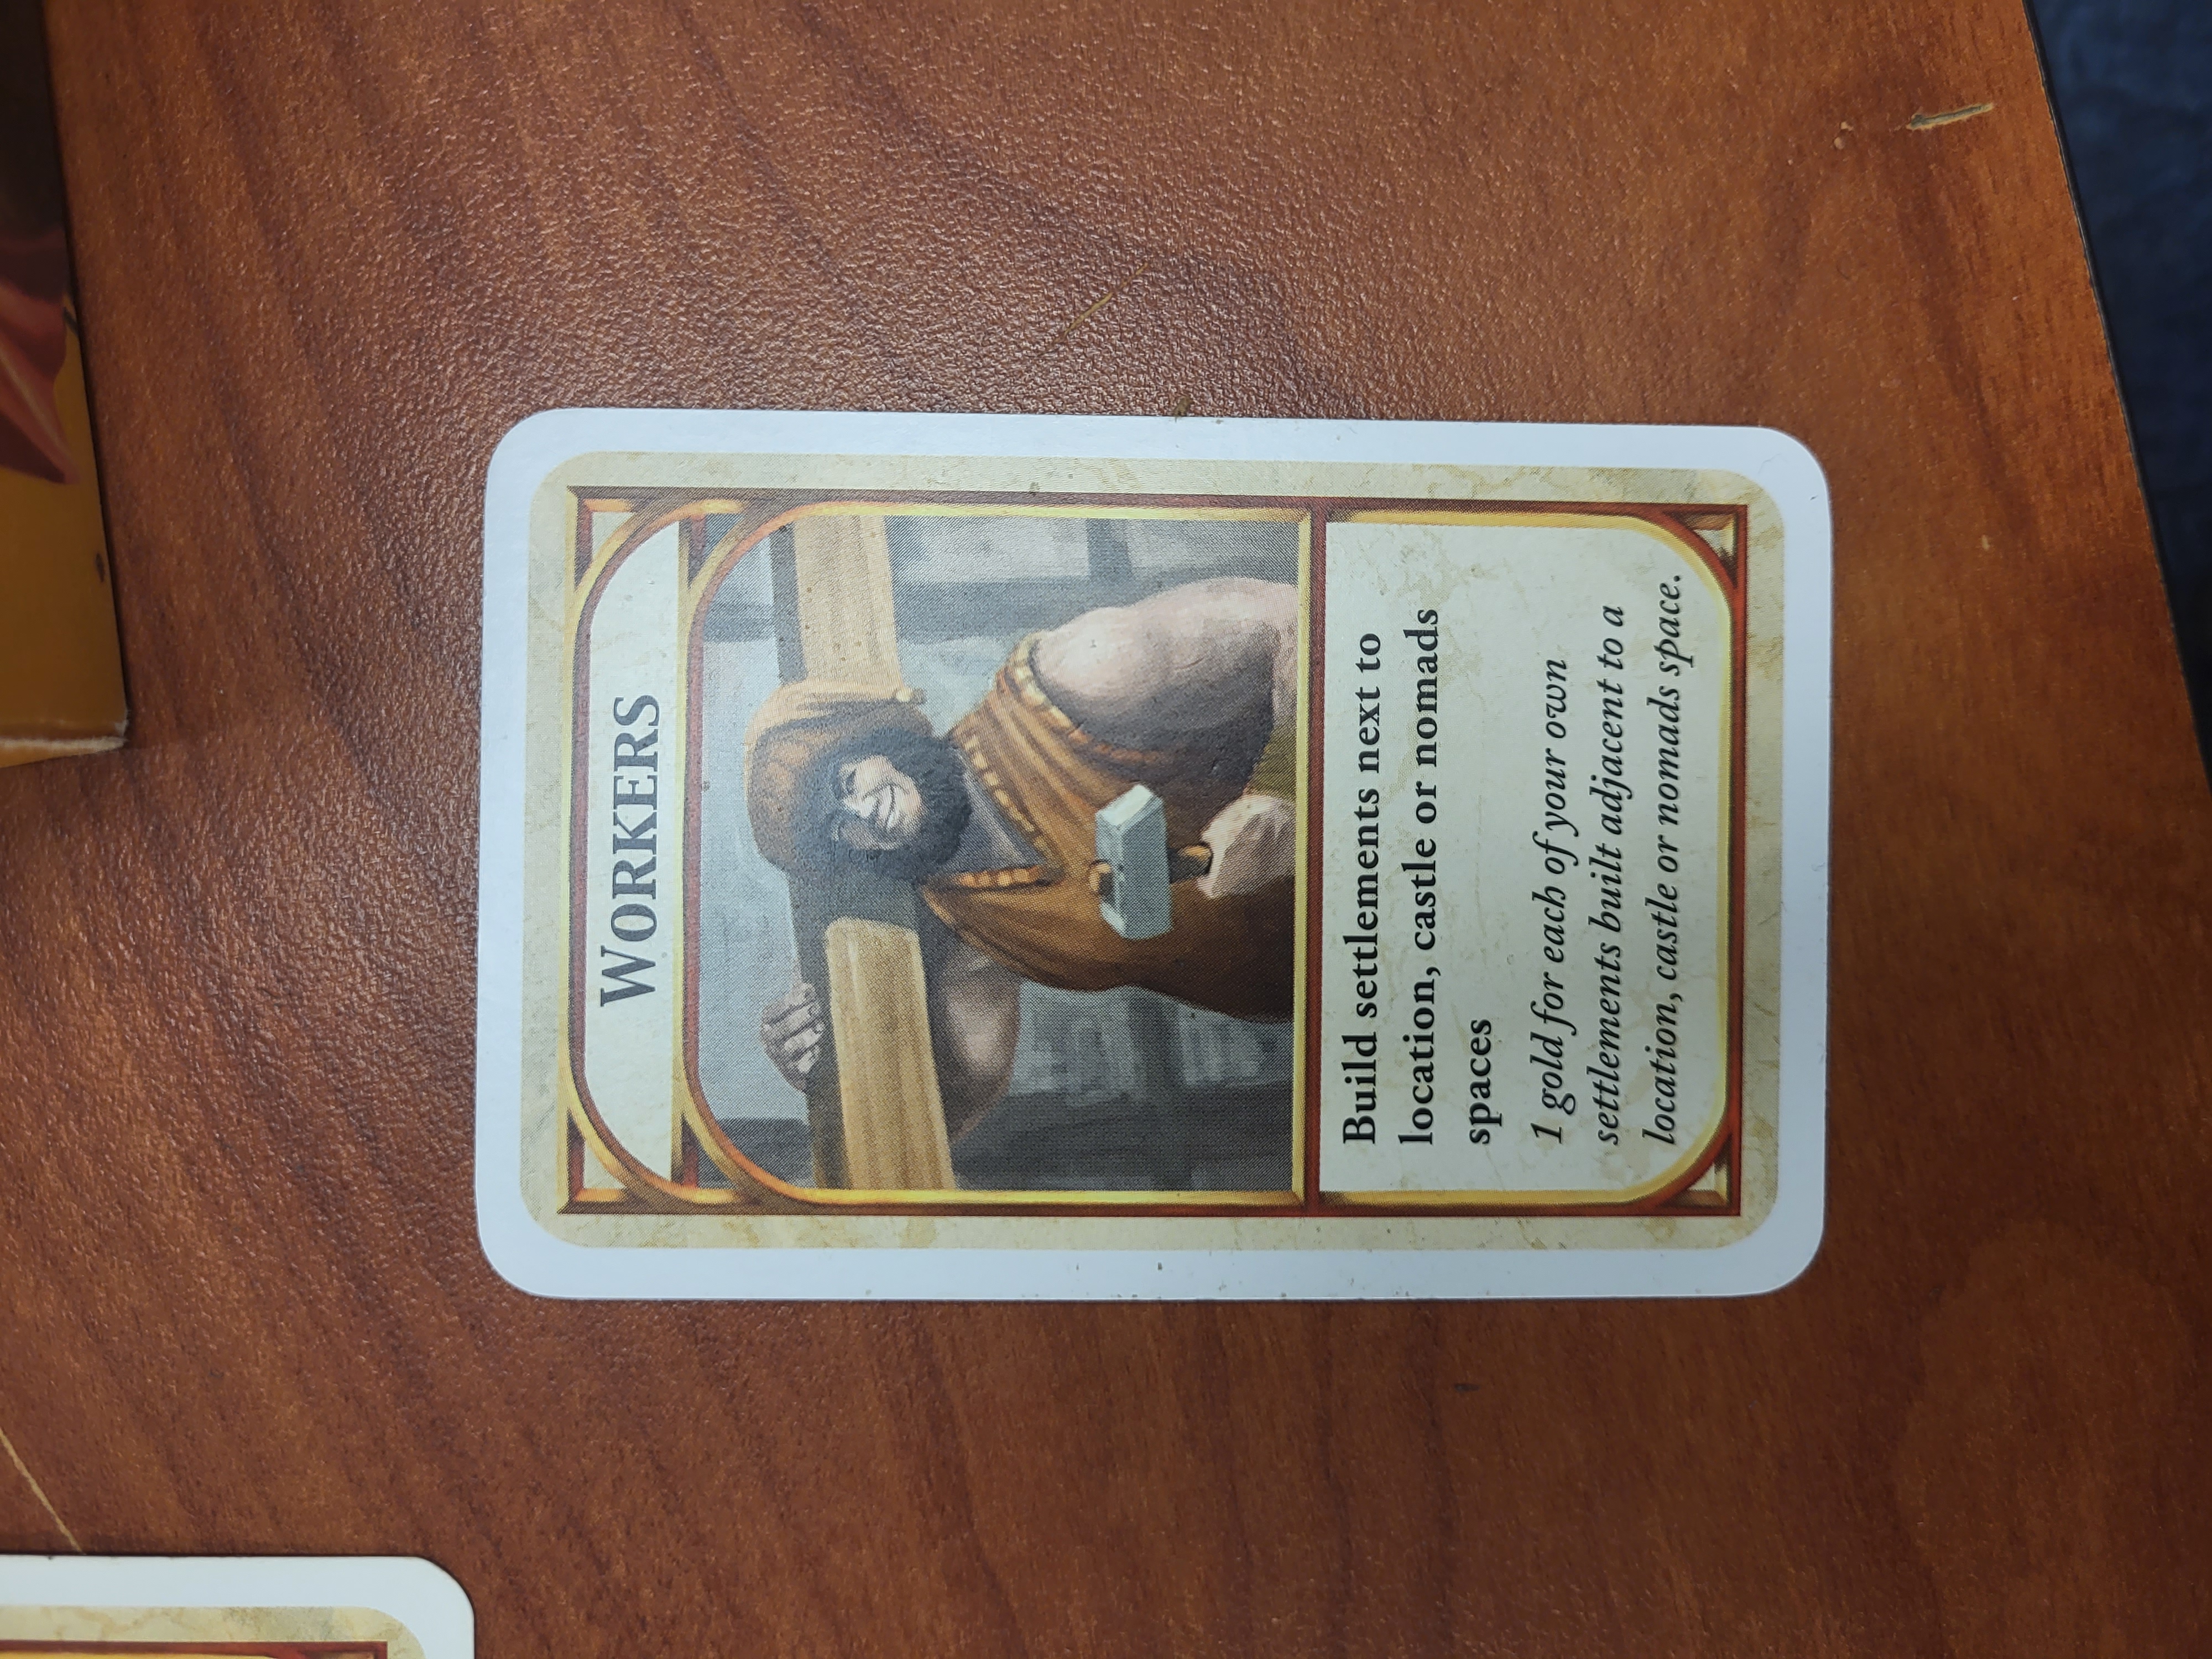 WORKERS
Build settlements next to
location, castle or nomads
spaces
1 gold for each of your own
settlements built adjacent to a
location, castle or nomads space.